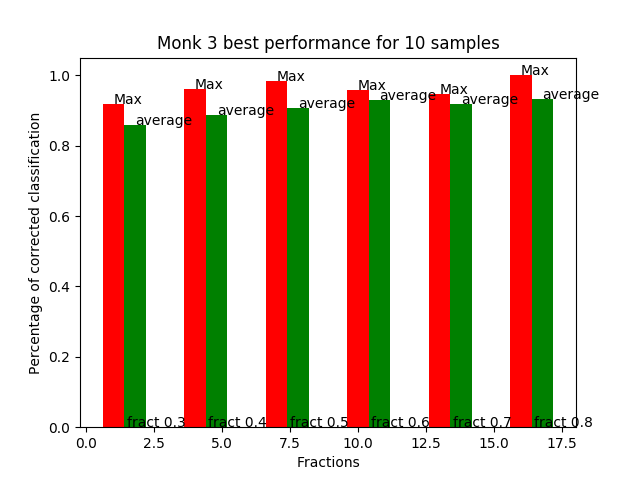 Monk 3 best performance for 10 samples
Percentage of corrected classification
1.0
0.8
0.6
0.4
0.2
0.0
Max
average
Max
average
Max
average
Max
average
Max
average
Max
average
fract 0.3
fract 0.4
fract 0.5
fract 0.6
fract 0.7
fract 0.8
0.0
2.5
5.0
7.5
10.0
12.5
15.0
17.5
Fractions